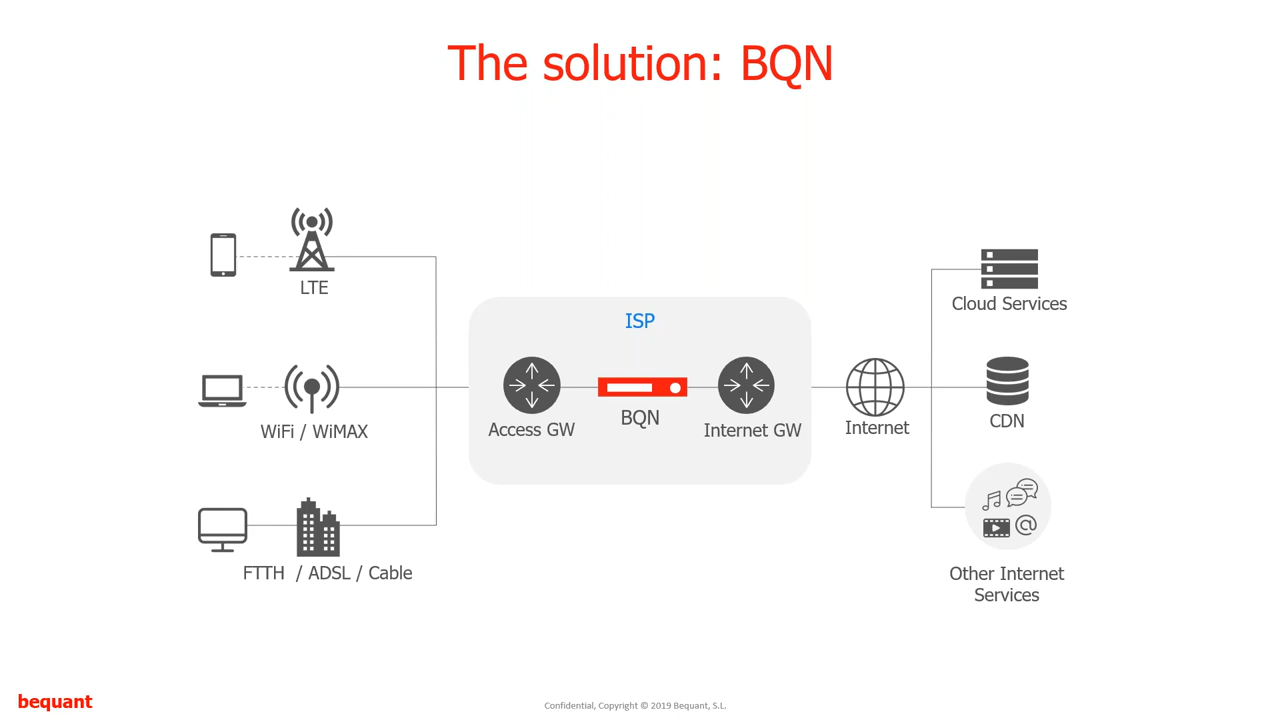 The solution: BQN
LTE
WiFi / WiMAX
FTTH / ADSL / Cable
ISP
Access GW
BQN
Internet GW
Internet
Cloud Services
CDN
@
Other Internet
Services
bequant
Confidential, Copyright © 2019 Bequant, S.L.